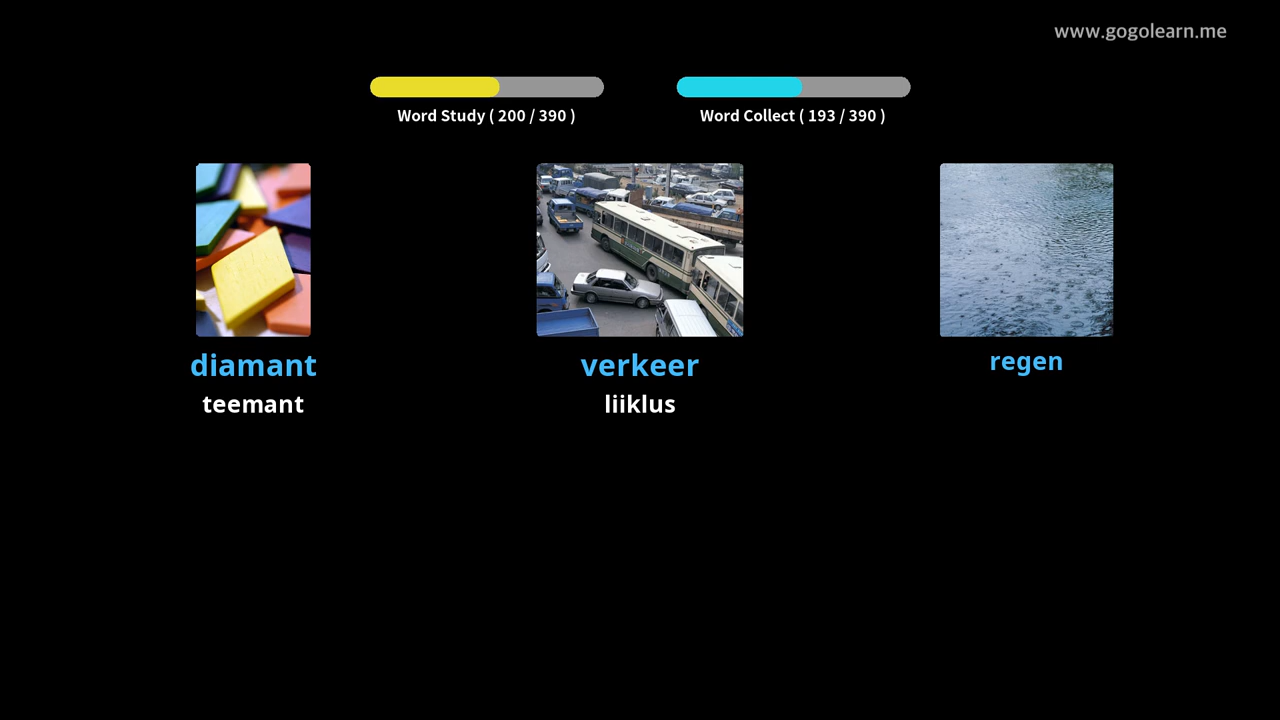 www.gogolearn.me
Word Study ( 200 / 390 )
Word Collect ( 193 / 390 )
diamant
verkeer
regen
teemant
liiklus